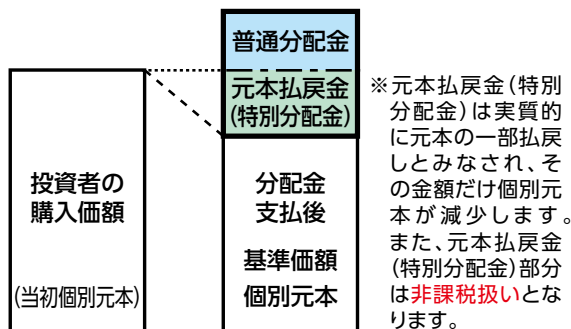 普通分配金
元本払戻金
(特別分配金)
投資者の
購入価額
(当初個別元本)
分配金
支払後
基準価額
個別元本
※元本払戻金(特別
分配金)は実質的
に元本の一部払戻
しとみなされ、そ
の金額だけ個別元
本が減少します。
また、元本払戻金
(特別分配金)部分
は非課税扱いとな
ります。